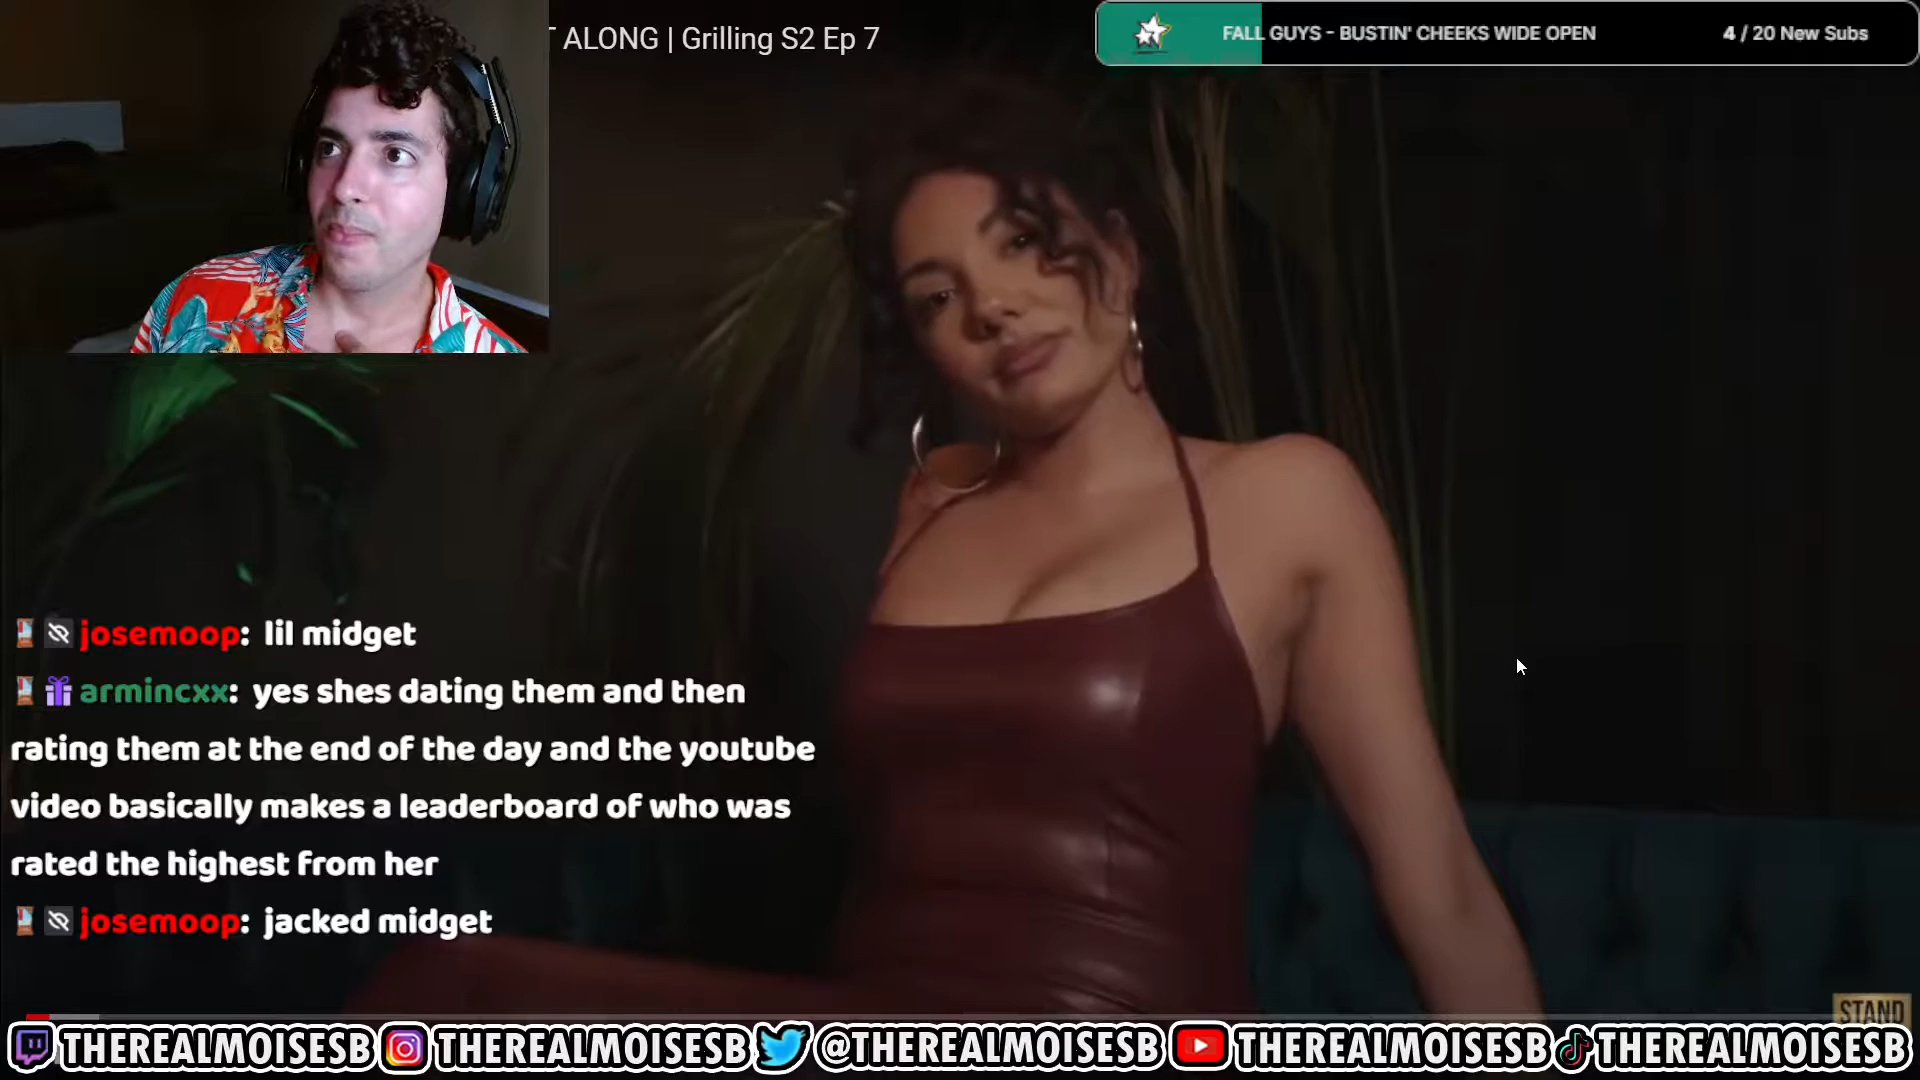 T ALONG | Grilling S2 Ep 7
FALL GUYS - BUSTIN' CHEEKS WIDE OPEN
4 / 20 New Subs
josemoop: lil midget
armincxx: yes shes dating them and then
rating them at the end of the day and the youtube
video basically makes a leaderboard of who was
rated the highest from her
josemoop: jacked midget
STAND
THEREALMOISESB THEREALMOISESB @THEREALMOISESB THEREALMOISESB THEREALMOISESB